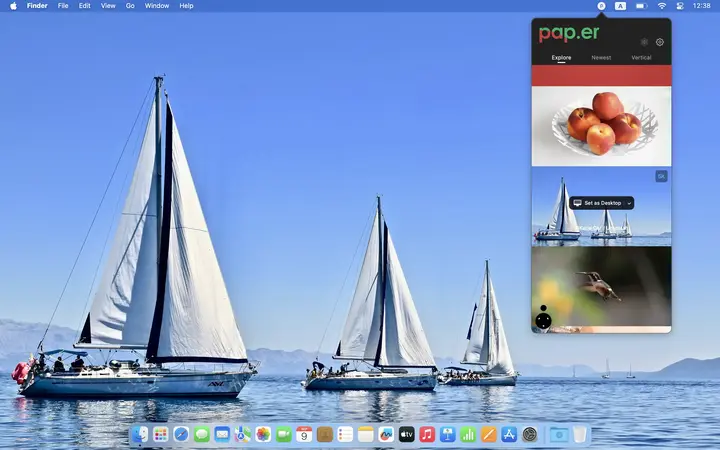 Finder File Edit View Go Window Help
A
12:38
pap.er
Explore Newest Vertical
5K
Set as Desktop
9
tv